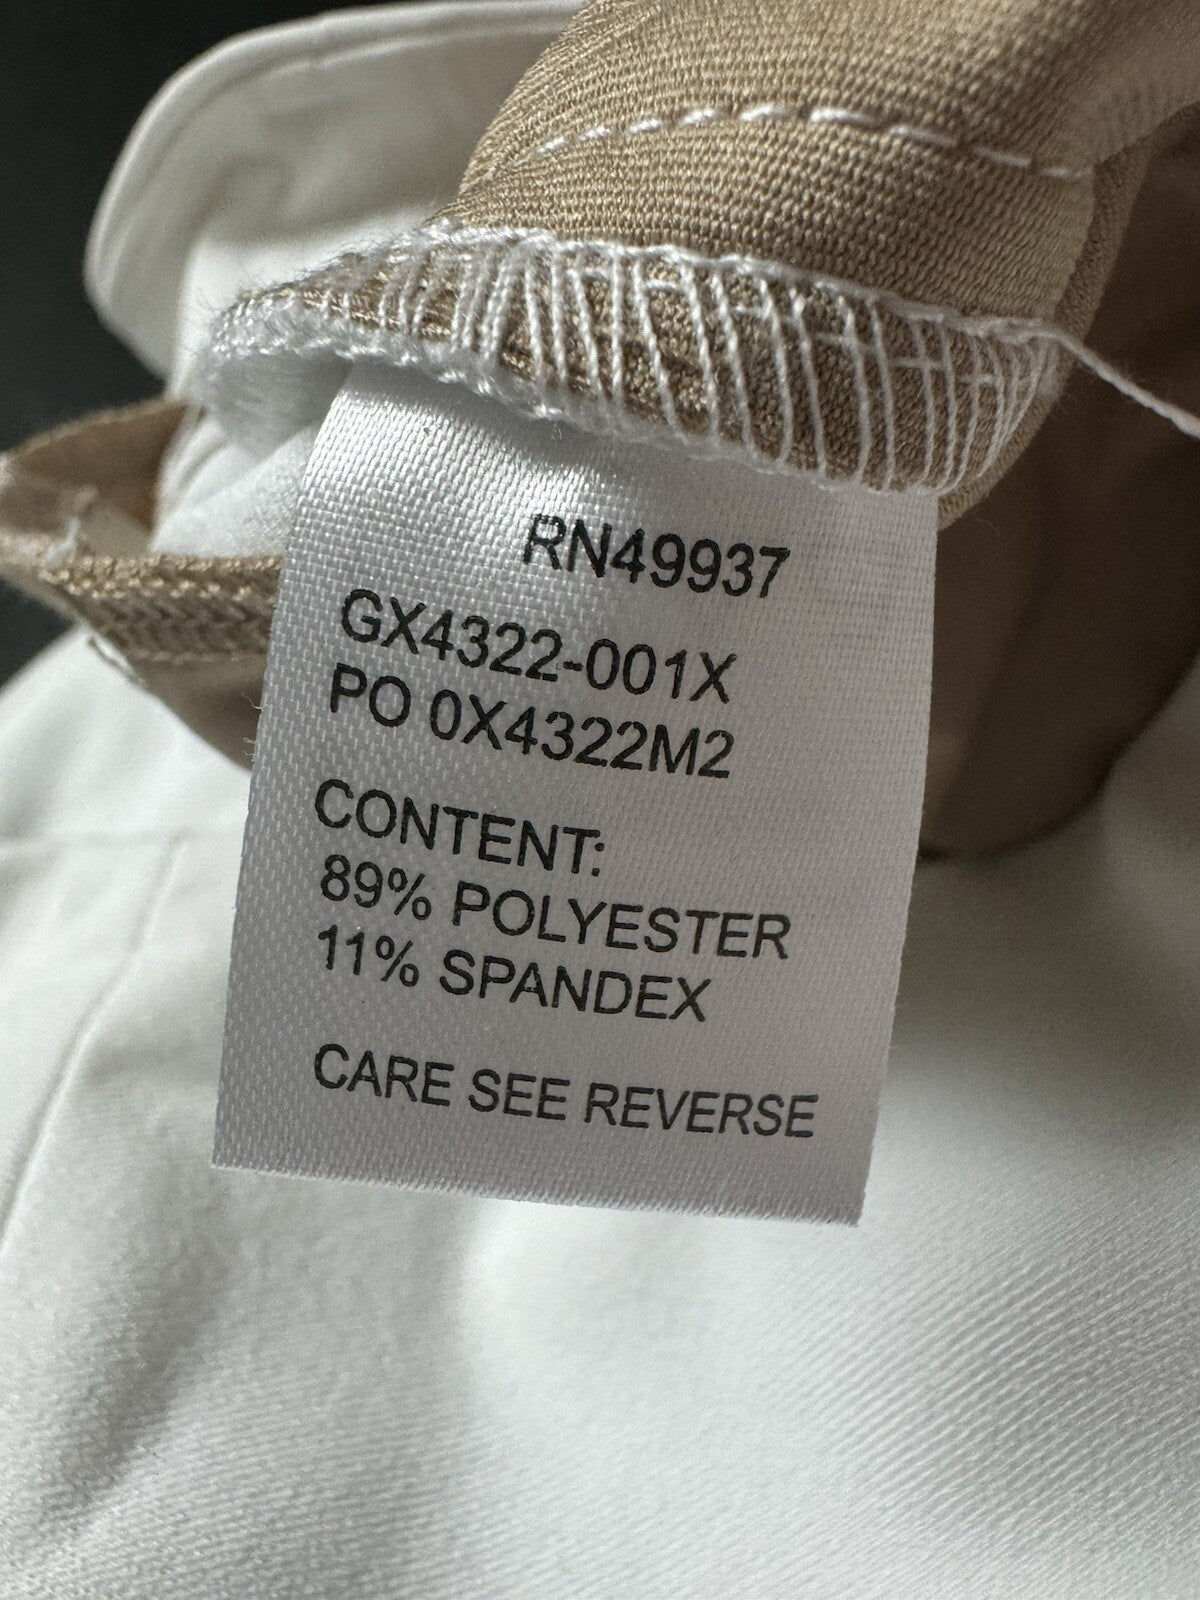 RN49937
GX4322-001X
PO 0X4322M2
CONTENT:
89% POLYESTER
11% SPANDEX
CARE SEE REVERSE